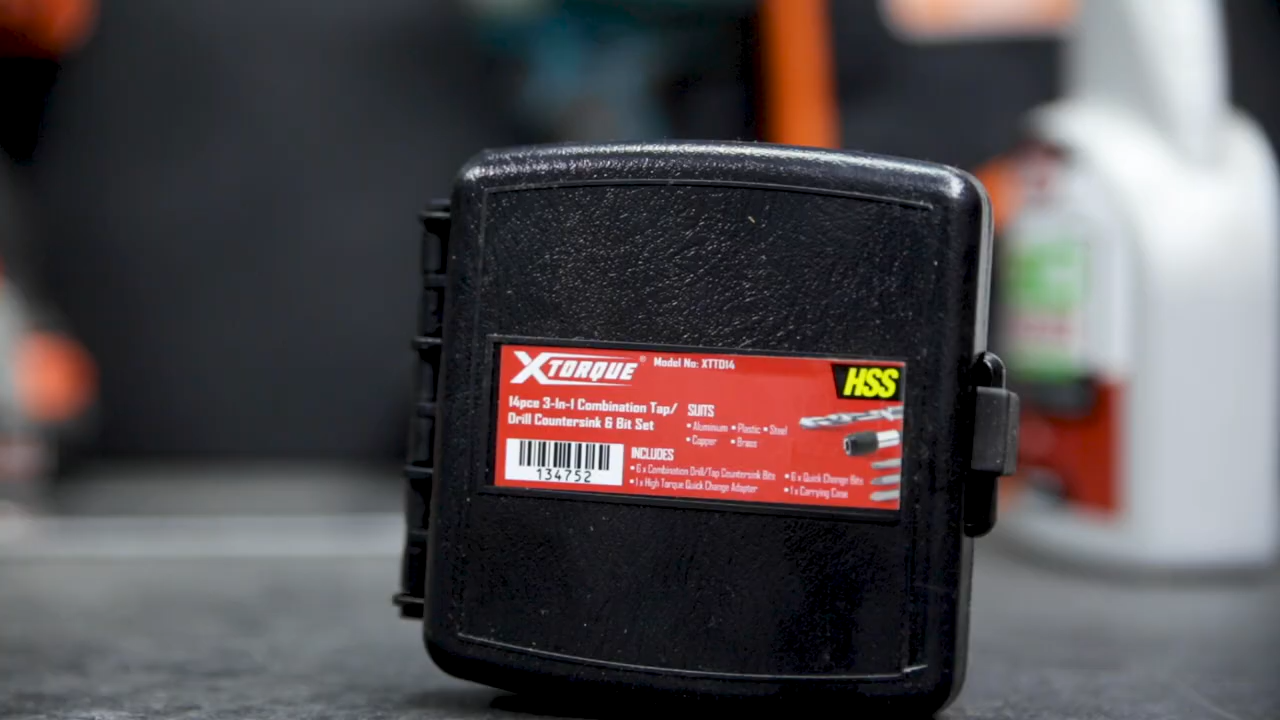 XTORQUE® Model No: XTTD14
HSS
14pce 3-In-1 Combination Tap/
Drill Countersink & Bit Set
SUITS
• Aluminium • Plastic • Steel
• Copper • Brass
134752
INCLUDES
• 6 x Combination Drill/Tap Countersink Bits • 6 x Quick Change Bits
• 1 x High Torque Quick Change Adapter • 1 x Carrying Case